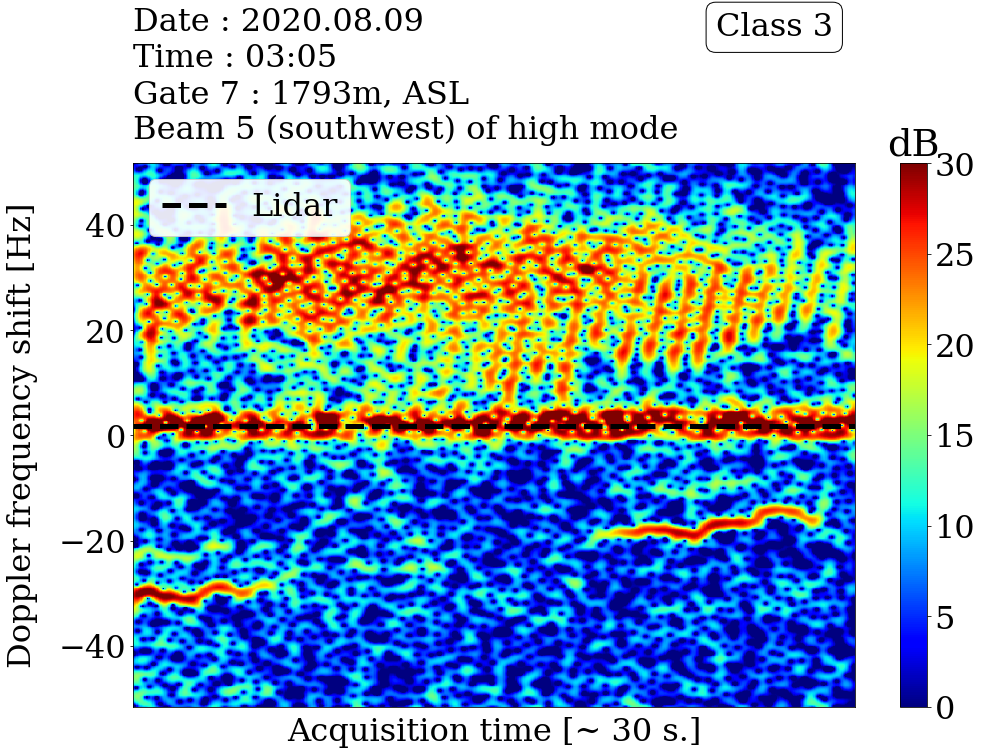 Date : 2020.08.09
Time : 03:05
Gate 7 : 1793m, ASL
Beam 5 (southwest) of high mode
Class 3
dB
Lidar
Doppler frequency shift [Hz]
40
20
0
−20
−40
30
25
20
15
10
5
0
Acquisition time [~ 30 s.]